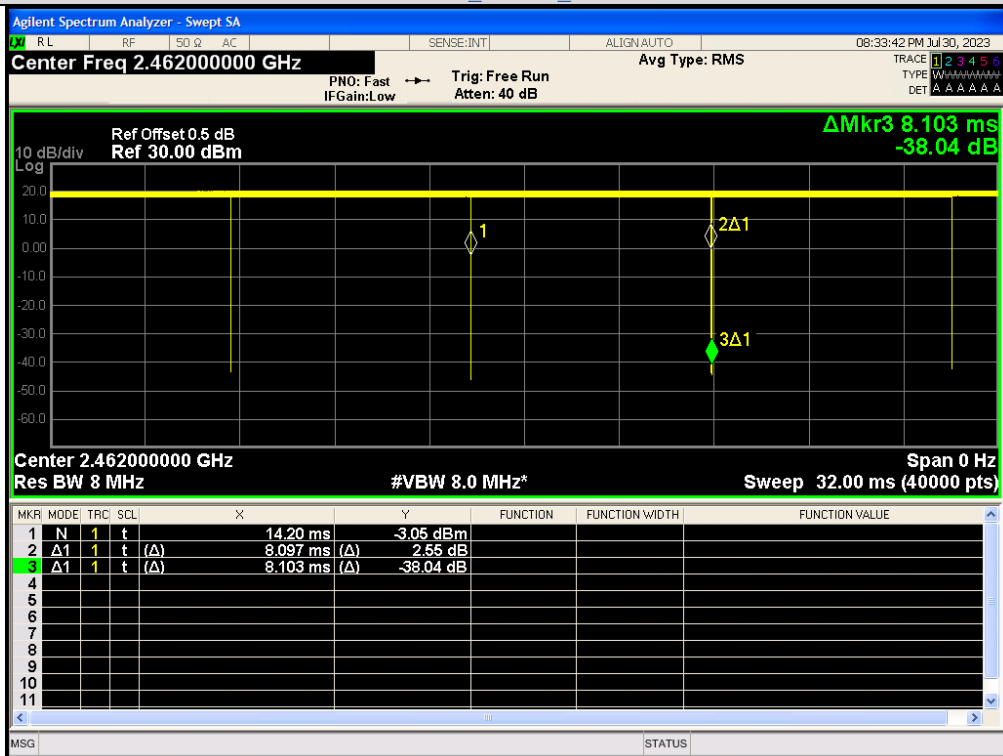 Agilent Spectrum Analyzer - Swept SA
LXI RL RF 50 Ω AC SENSE:INT ALIGN AUTO 08:33:42 PM Jul 30, 2023
Center Freq 2.462000000 GHz Avg Type: RMS TRACE 1 2 3 4 5 6
PNO: Fast Trig: Free Run TYPE
IFGain:Low Atten: 40 dB DET A A A A A A
ΔMkr3 8.103 ms
Ref Offset 0.5 dB
10 dB/div Ref 30.00 dBm -38.04 dB
Log
20.0
10.0
0.00
-10.0
-20.0
-30.0
-40.0
-50.0
-60.0
1
2Δ1
3Δ1
Center 2.462000000 GHz Span 0 Hz
Res BW 8 MHz #VBW 8.0 MHz* Sweep 32.00 ms (40000 pts)
MKR MODE TRC SCL X Y FUNCTION FUNCTION WIDTH FUNCTION VALUE
1 N 1 t 14.20 ms -3.05 dBm
2 Δ1 1 t (Δ) 8.097 ms (Δ) 2.55 dB
3 Δ1 1 t (Δ) 8.103 ms (Δ) -38.04 dB
4
5
6
7
8
9
10
11
MSG STATUS